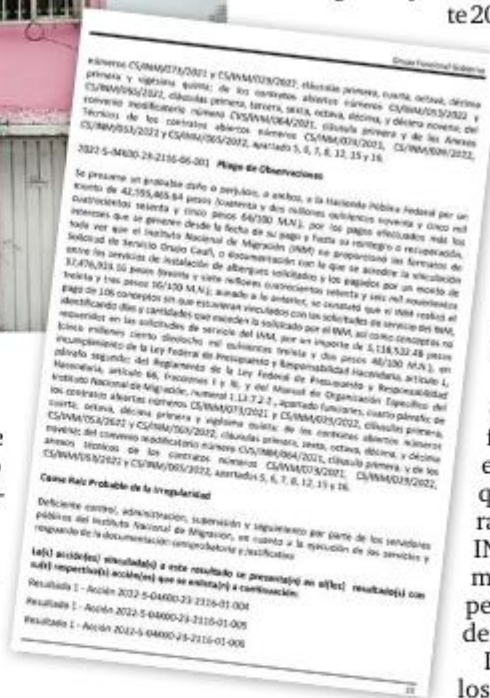 te 20
Grupo Funcional Gobierno
números CS/INM/073/2021 y CS/INM/029/2022, cláusulas primera, cuarta, octava, décima
primera y vigésima quinta; de los contratos abiertos números CS/INM/053/2022 y
CS/INM/065/2022, cláusulas primera, tercera, sexta, octava, décima, y décima novena; del
convenio modificatorio número CVS/INM/064/2021, cláusula primera y de los Anexos
Técnicos de los contratos abiertos números CS/INM/073/2021, CS/INM/029/2022,
CS/INM/053/2022 y CS/INM/065/2022, apartado 5, 6, 7, 8, 12, 15 y 16.
2022-5-04K00-23-2116-06-001 Pliego de Observaciones
Se presume un probable daño o perjuicio, o ambos, a la Hacienda Pública Federal por un
monto de 42,595,465.64 pesos (cuarenta y dos millones quinientos noventa y cinco mil
cuatrocientos sesenta y cinco pesos 64/100 M.N.), por los pagos efectuados más los
intereses que se generen desde la fecha de su pago y hasta su reintegro o recuperación,
toda vez que el Instituto Nacional de Migración (INM) no proporcionó los formatos de
Solicitud de Servicio Grupo Caufi, o documentación con la que se acredite la vinculación
entre los servicios de instalación de albergues solicitados y los pagados por un monto de
37,476,933.16 pesos (treinta y siete millones cuatrocientos setenta y seis mil novecientos
treinta y tres pesos 16/100 M.N.); aunado a lo anterior, se constató que el INM realizó el
pago de 106 conceptos sin que estuvieran vinculados con las solicitudes de servicio del INM,
identificando días y cantidades que exceden lo solicitado por el INM, así como conceptos no
requeridos en las solicitudes de servicio del INM, por un importe de 5,118,532.48 pesos
(cinco millones ciento dieciocho mil quinientos treinta y dos pesos 48/100 M.N.), en
incumplimiento de la Ley Federal de Presupuesto y Responsabilidad Hacendaria, artículo 1,
párrafo segundo; del Reglamento de la Ley Federal de Presupuesto y Responsabilidad
Hacendaria, artículo 66, fracciones I y III, y del Manual de Organización Específico del
Instituto Nacional de Migración, numeral 1.13.7.2.2., apartado funciones, cuarto párrafo; de
los contratos abiertos números CS/INM/073/2021 y CS/INM/029/2022, cláusulas primera,
cuarta, octava, décima primera y vigésima quinta; de los contratos abiertos números
CS/INM/053/2022 y CS/INM/065/2022, cláusulas primera, sexta, octava, décima, y décima
novena; del convenio modificatorio número CVS/INM/064/2021, cláusula primera, y de los
anexos técnicos de los contratos números CS/INM/073/2021, CS/INM/029/2022,
CS/INM/053/2022 y CS/INM/065/2022, apartados 5, 6, 7, 8, 12, 15 y 16.
Causa Raíz Probable de la Irregularidad
Deficiente control, administración, supervisión y seguimiento por parte de los servidores
públicos del Instituto Nacional de Migración, en cuanto a la ejecución de los servicios y
resguardo de la documentación comprobatoria y justificativa
La(s) acción(es) vinculada(s) a este resultado se presenta(n) en el(los) resultado(s) con
su(s) respectiva(s) acción(es) que se enlista(n) a continuación:
Resultado 1 - Acción 2022-5-04K00-23-2116-01-004
Resultado 1 - Acción 2022-5-04K00-23-2116-01-005
Resultado 1 - Acción 2022-5-04K00-23-2116-01-006